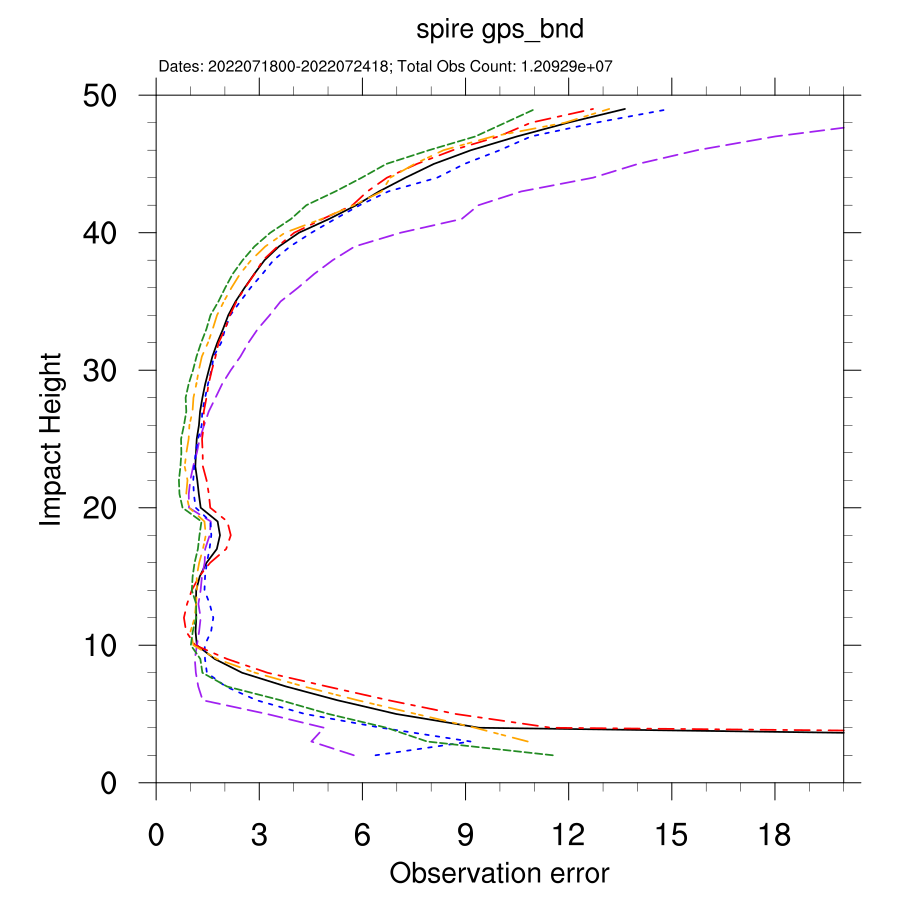 spire gps_bnd
Dates: 2022071800-2022072418; Total Obs Count: 1.20929e+07
50
40
30
20
10
0
Impact Height
0 3 6 9 12 15 18
Observation error